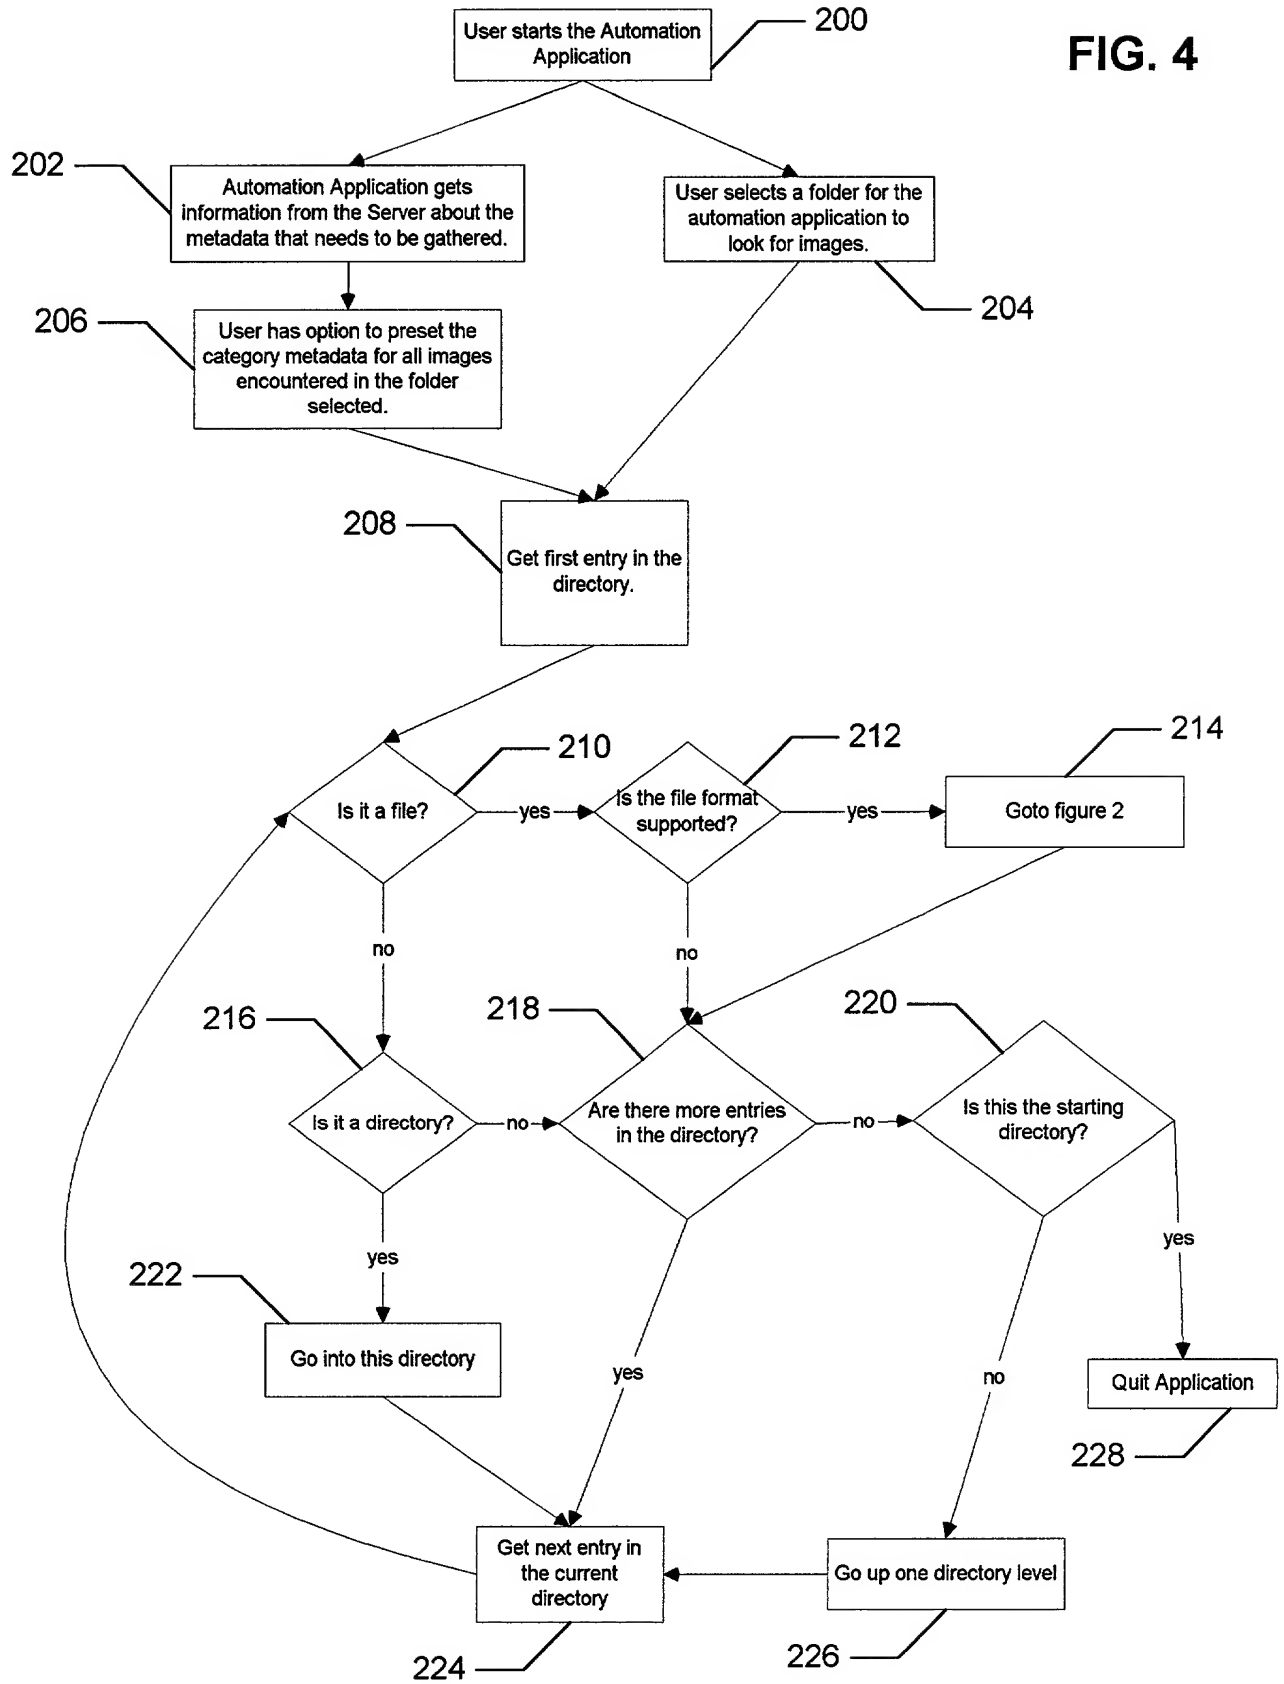 200
User starts the Automation
Application
FIG. 4
202
Automation Application gets
information from the Server about the
metadata that needs to be gathered.
User selects a folder for the
automation application to
look for images.
204
206
User has option to preset the
category metadata for all images
encountered in the folder
selected.
208
Get first entry in the
directory.
210
212
214
Is it a file?
yes
Is the file format
supported?
yes
Goto figure 2
no
no
216
218
220
Is it a directory?
no
Are there more entries
in the directory?
no
Is this the starting
directory?
yes
yes
222
Go into this directory
yes
no
Quit Application
228
Get next entry in
the current
directory
Go up one directory level
224
226